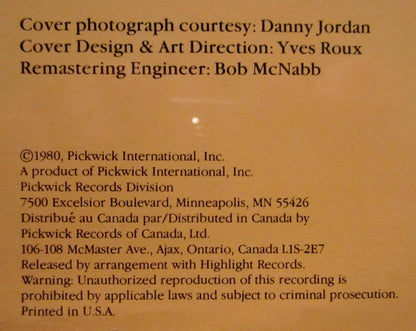 Cover photograph courtesy: Danny Jordan
Cover Design & Art Direction: Yves Roux
Remastering Engineer: Bob McNabb
©1980, Pickwick International, Inc.
A product of Pickwick International, Inc.
Pickwick Records Division
7500 Excelsior Boulevard, Minneapolis, MN 55426
Distribué au Canada par/Distributed in Canada by
Pickwick Records of Canada, Ltd.
106-108 McMaster Ave., Ajax, Ontario, Canada L1S-2E7
Released by arrangement with Highlight Records.
Warning: Unauthorized reproduction of this recording is
prohibited by applicable laws and subject to criminal prosecution.
Printed in U.S.A.